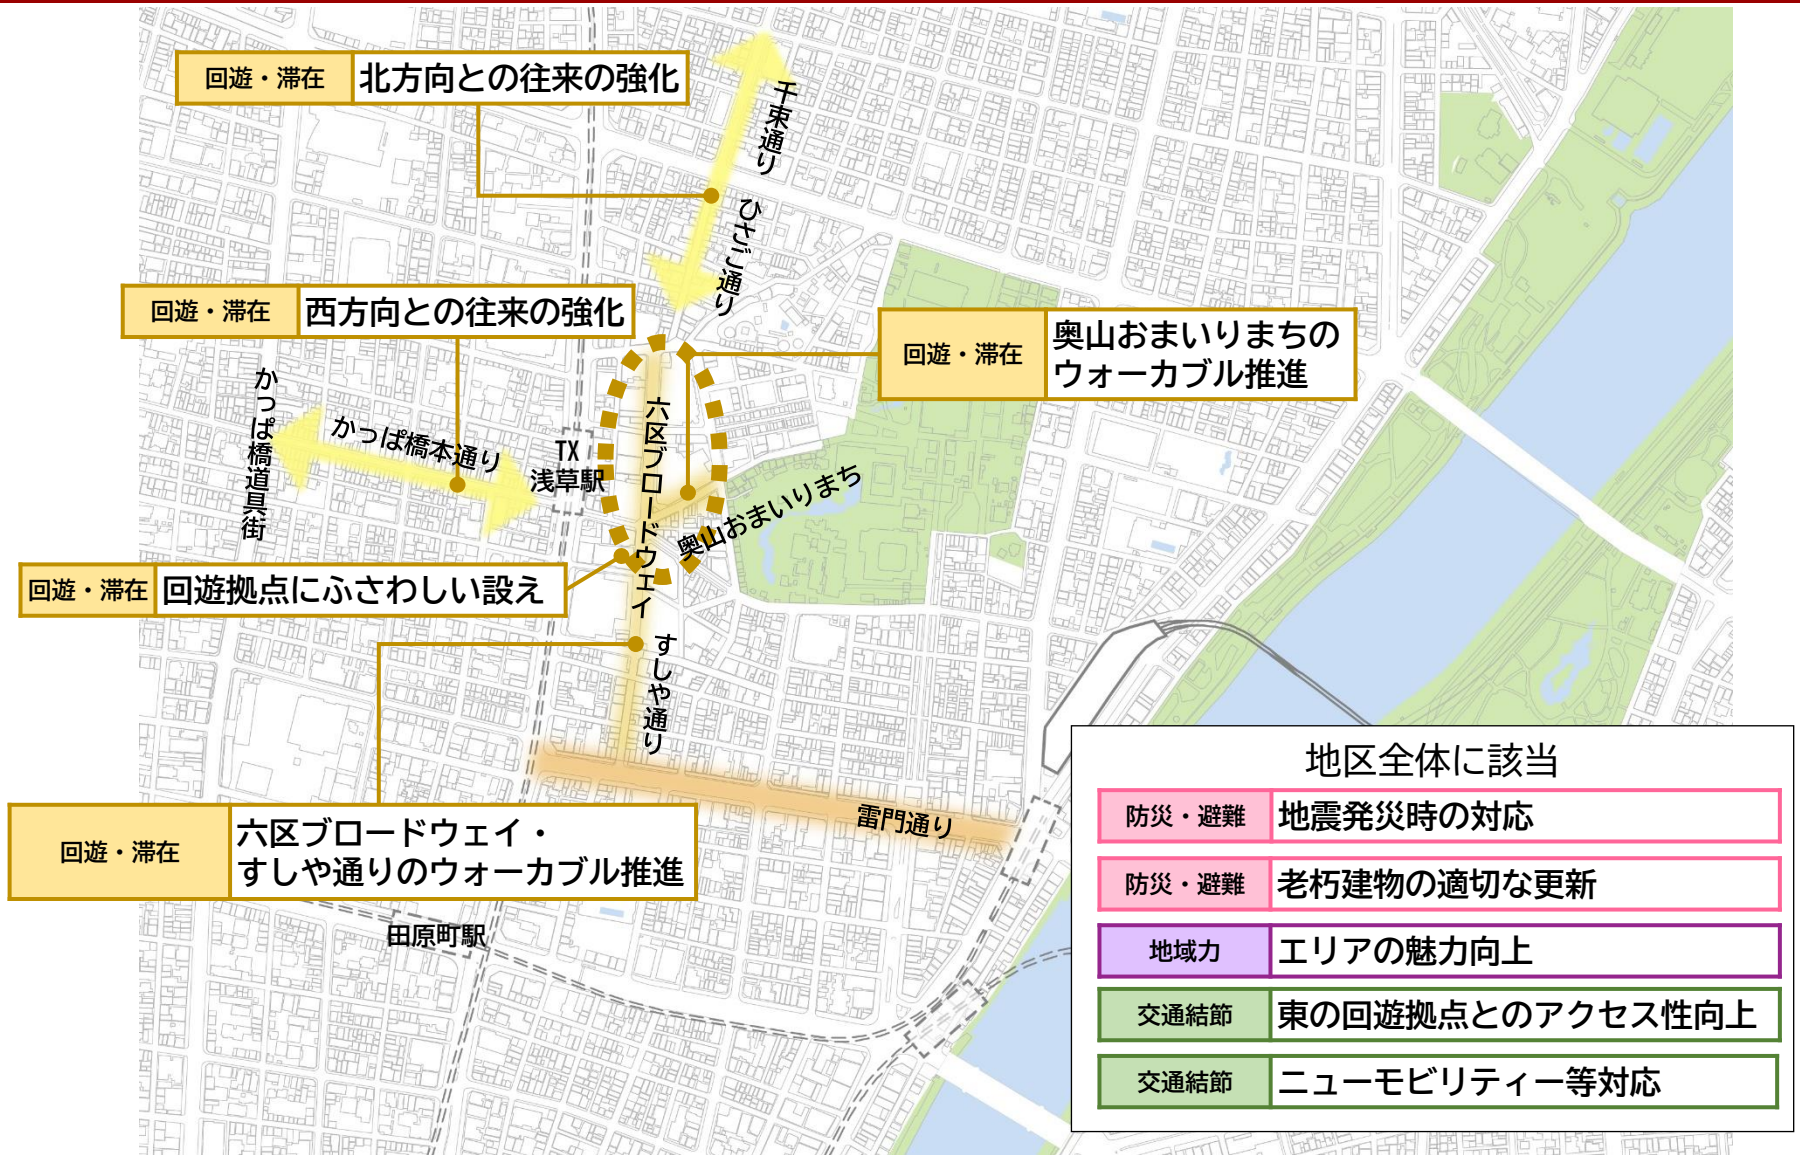 回遊・滞在 北方向との往来の強化
千束通り
ひさご通り
回遊・滞在 西方向との往来の強化
回遊・滞在 奥山おまいりまちの
ウォーカブル推進
かっぱ橋道具街
かっぱ橋本通り
TX
浅草駅
六区ブロードウェイ
奥山おまいりまち
回遊・滞在 回遊拠点にふさわしい設え
すしや通り
雷門通り
回遊・滞在 六区ブロードウェイ・
すしや通りのウォーカブル推進
田原町駅
地区全体に該当
防災・避難 地震発災時の対応
防災・避難 老朽建物の適切な更新
地域力 エリアの魅力向上
交通結節 東の回遊拠点とのアクセス性向上
交通結節 ニューモビリティー等対応